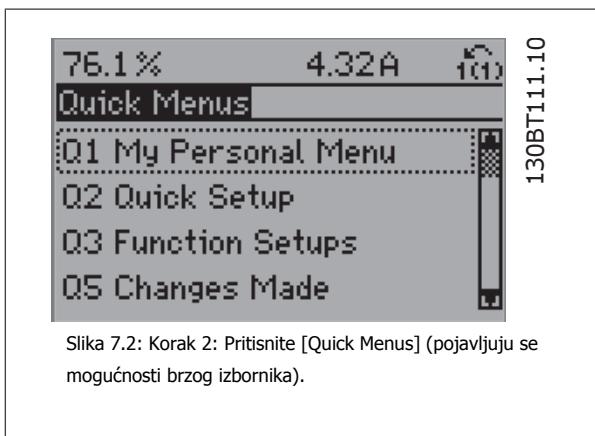 76.1% 4.32A 1(1)
Quick Menus
Q1 My Personal Menu
Q2 Quick Setup
Q3 Function Setups
Q5 Changes Made
130BT111.10
Slika 7.2: Korak 2: Pritisnite [Quick Menus] (pojavljuju se
mogućnosti brzog izbornika).